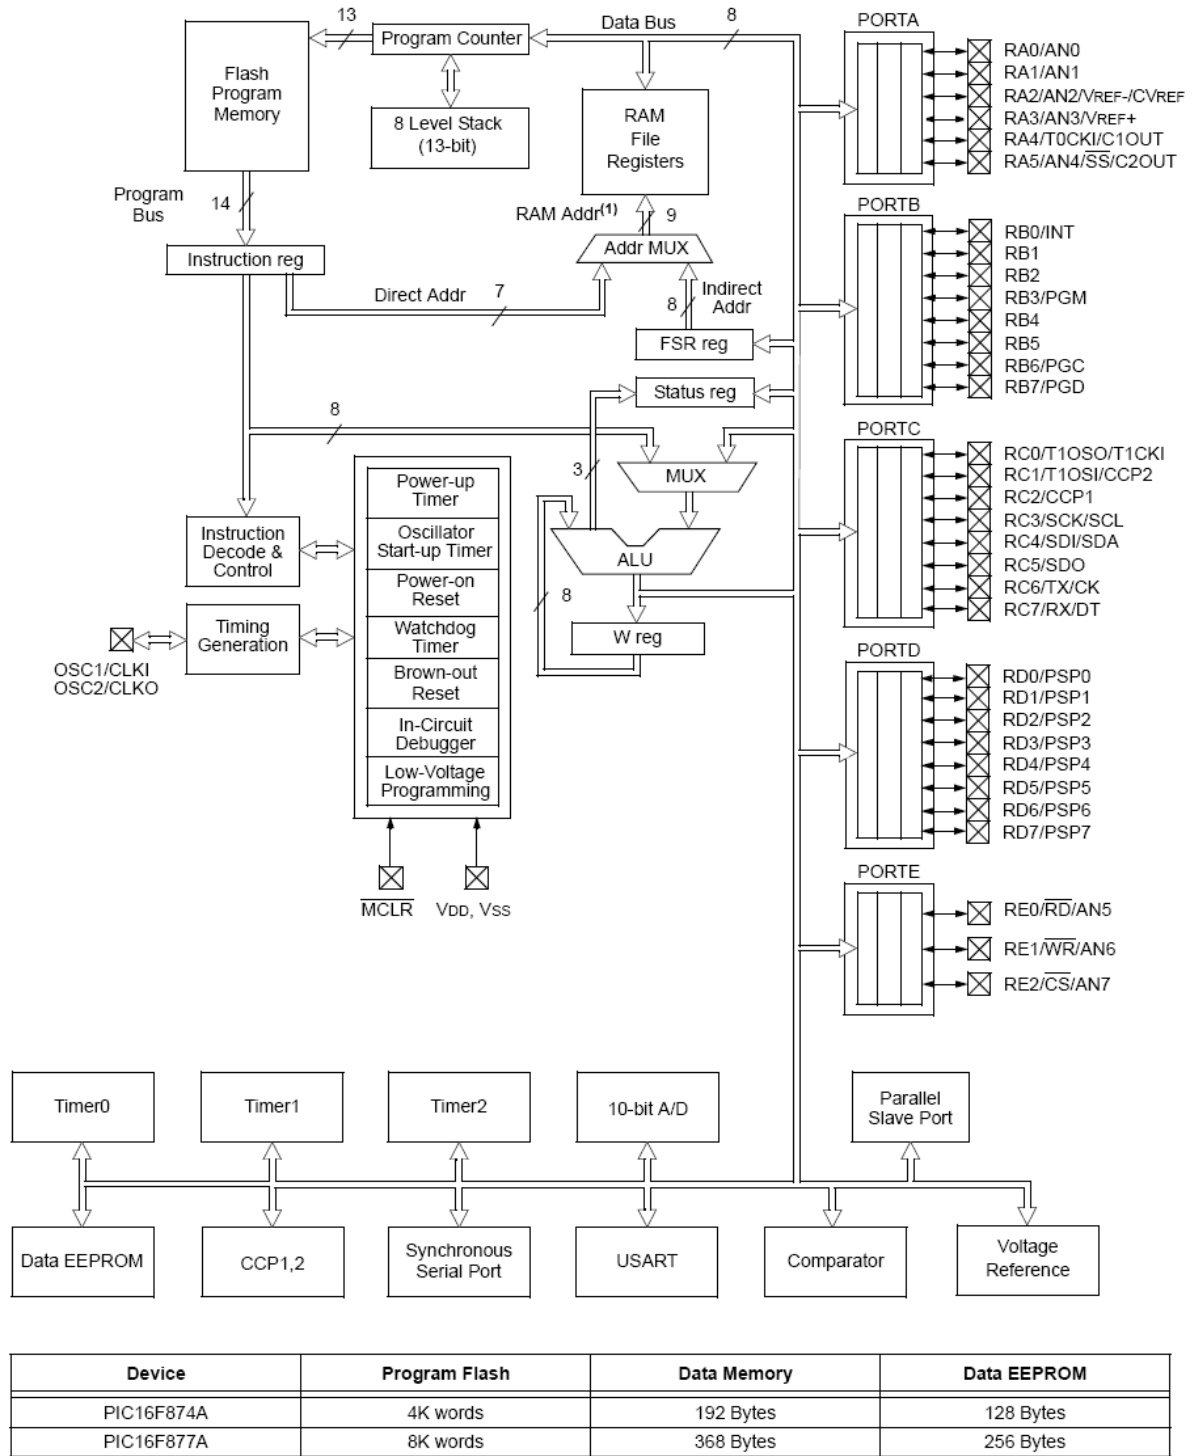 13
Data Bus
8
PORTA
Program Counter
Flash
Program
Memory
8 Level Stack
(13-bit)
RAM
File
Registers
RA0/AN0
RA1/AN1
RA2/AN2/VREF-/CVREF
RA3/AN3/VREF+
RA4/T0CKI/C1OUT
RA5/AN4/SS/C2OUT
Program
Bus
14
RAM Addr(1)
9
PORTB
Addr MUX
Instruction reg
Direct Addr
7
8
Indirect
Addr
FSR reg
RB0/INT
RB1
RB2
RB3/PGM
RB4
RB5
RB6/PGC
RB7/PGD
Status reg
8
3
MUX
PORTC
RC0/T1OSO/T1CKI
RC1/T1OSI/CCP2
RC2/CCP1
RC3/SCK/SCL
RC4/SDI/SDA
RC5/SDO
RC6/TX/CK
RC7/RX/DT
Power-up
Timer
Oscillator
Start-up Timer
Power-on
Reset
Watchdog
Timer
Brown-out
Reset
In-Circuit
Debugger
Low-Voltage
Programming
Instruction
Decode &
Control
ALU
8
W reg
Timing
Generation
OSC1/CLKI
OSC2/CLKO
PORTD
RD0/PSP0
RD1/PSP1
RD2/PSP2
RD3/PSP3
RD4/PSP4
RD5/PSP5
RD6/PSP6
RD7/PSP7
MCLR
VDD, VSS
PORTE
RE0/RD/AN5
RE1/WR/AN6
RE2/CS/AN7
Timer0
Timer1
Timer2
10-bit A/D
Parallel
Slave Port
Data EEPROM
CCP1,2
Synchronous
Serial Port
USART
Comparator
Voltage
Reference
Device Program Flash Data Memory Data EEPROM
PIC16F874A 4K words 192 Bytes 128 Bytes
PIC16F877A 8K words 368 Bytes 256 Bytes